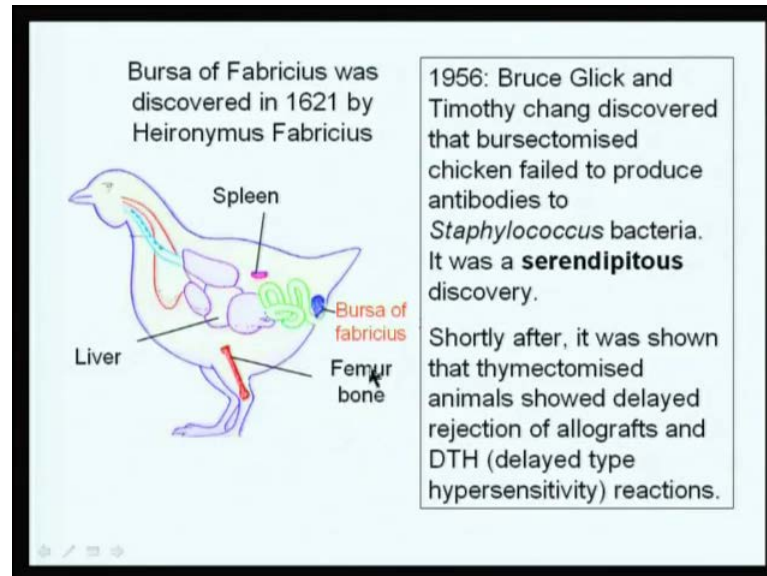 Bursa of Fabricius was
discovered in 1621 by
Heironymus Fabricius
Spleen
Bursa of
fabricius
Liver
Femur
bone
1956: Bruce Glick and
Timothy chang discovered
that bursectomised
chicken failed to produce
antibodies to
Staphylococcus bacteria.
It was a serendipitous
discovery.
Shortly after, it was shown
that thymectomised
animals showed delayed
rejection of allografts and
DTH (delayed type
hypersensitivity) reactions.